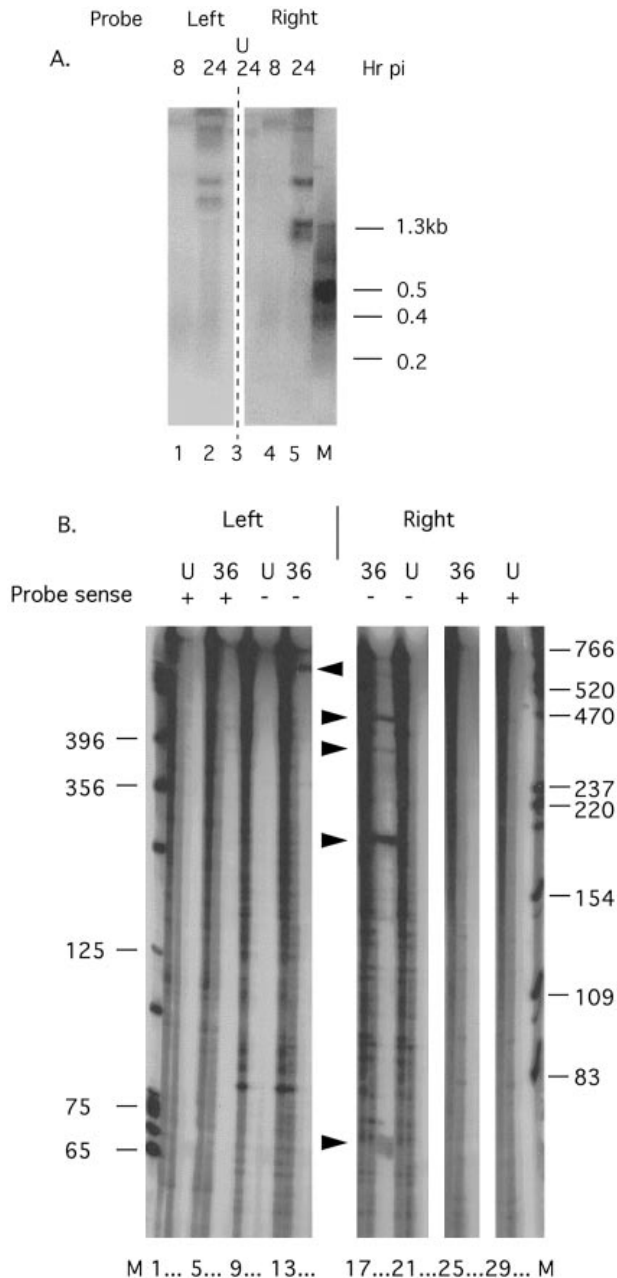 Probe Left Right
A.
U
8 24 24 8 24 Hr pi
1.3kb
0.5
0.4
0.2
1 2 3 4 5 M
B. Left Right
U 36 U 36 36 U 36 U
Probe sense + + - - - - + +
766
520
470
396
356
237
220
154
125
109
83
75
65
M 1... 5... 9... 13... 17...21...25...29... M